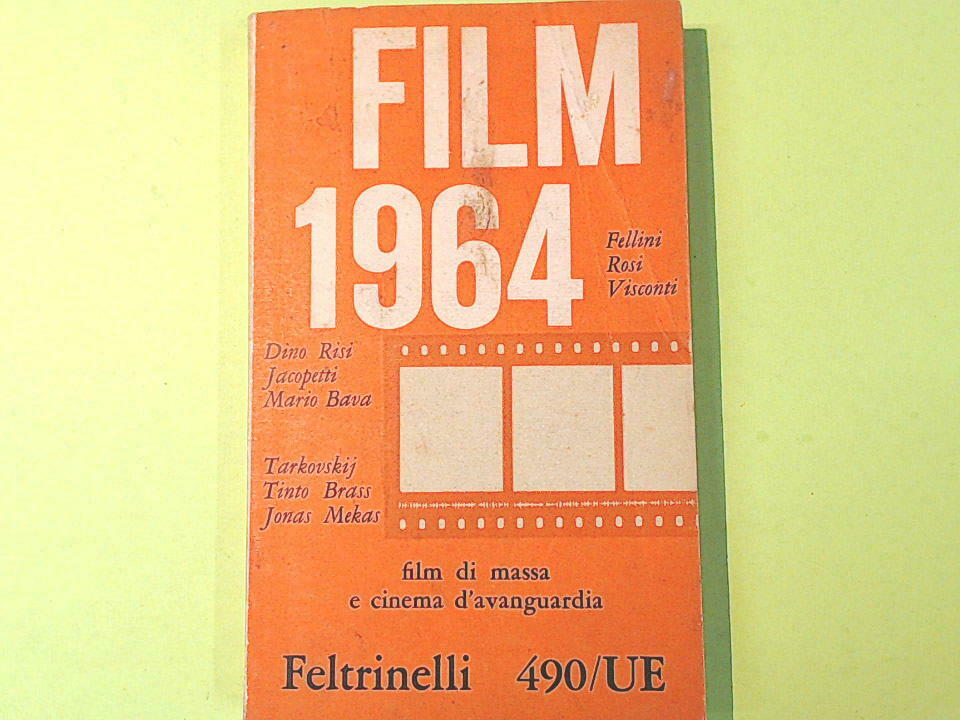 FILM
1964
Fellini
Rosi
Visconti
Dino Risi
Jacopetti
Mario Bava
Tarkovskij
Tinto Brass
Jonas Mekas
film di massa
e cinema d'avanguardia
Feltrinelli 490/UE